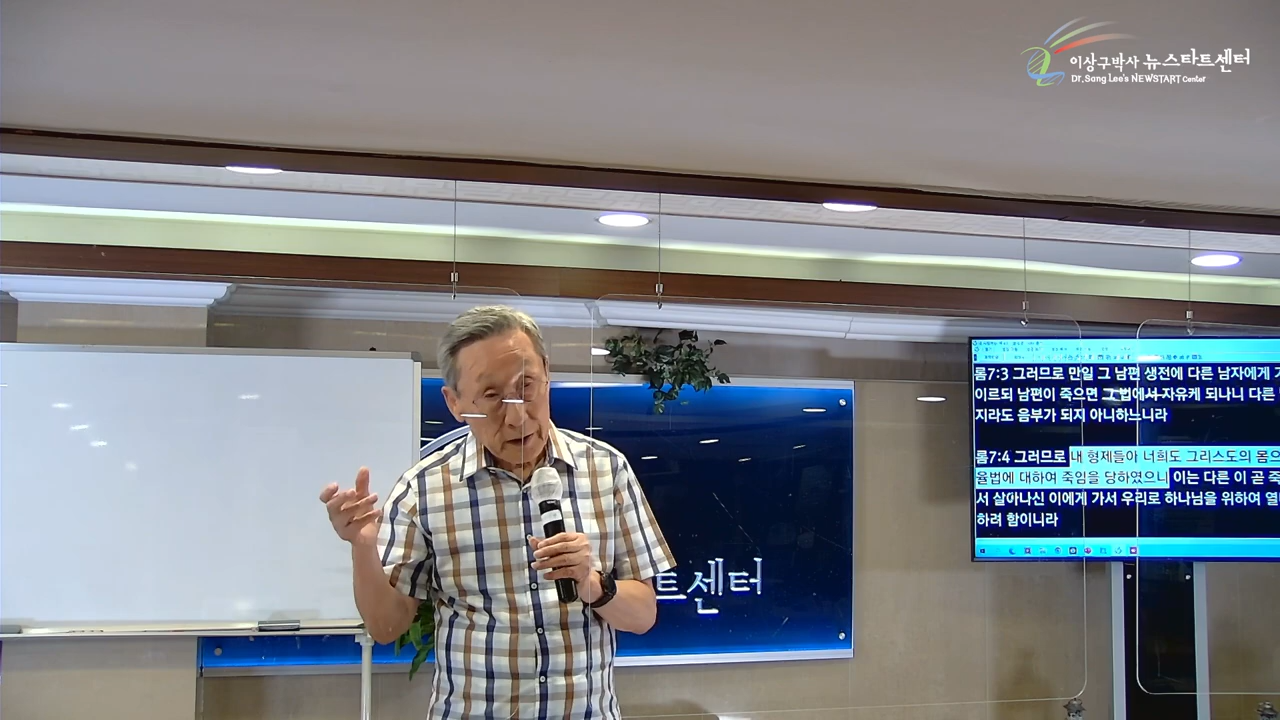 이상구박사 뉴스타트센터
Dr. Sang Lee's NEWSTART Center
롬7:3 그러므로 만일 그 남편 생전에 다른 남자에게
이르되 남편이 죽으면 그 법에서 자유케 되나니 다른
지라도 음부가 되지 아니하느니라
롬7:4 그러므로 내 형제들아 너희도 그리스도의 몸으
율법에 대하여 죽임을 당하였으니 이는 다른 이 곧 죽
서 살아나신 이에게 가서 우리로 하나님을 위하여 열
하려 함이니라
트센터